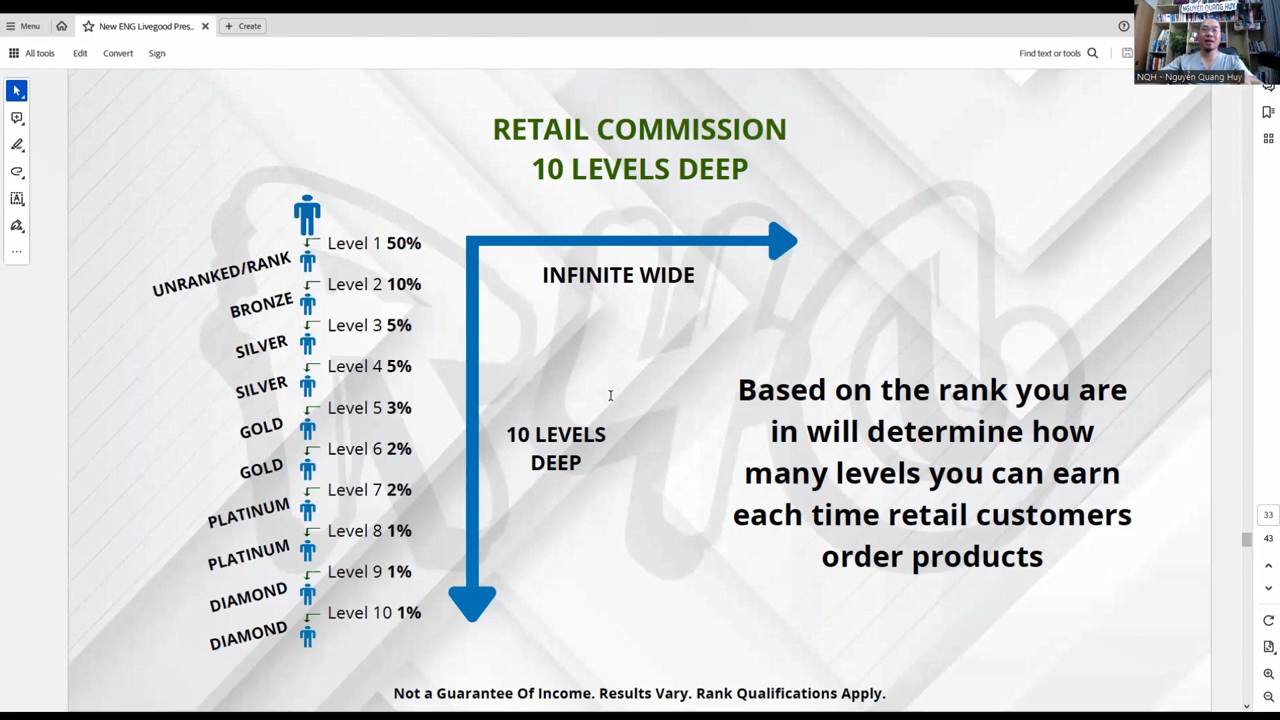 Menu
New ENG Livegood Pres...
Create
All tools
Edit
Convert
Sign
Find text or tools
NGUYỄN QUANG HUY
NQH - Nguyễn Quang Huy
RETAIL COMMISSION
10 LEVELS DEEP
Level 1 50%
UNRANKED/RANK
Level 2 10%
BRONZE
Level 3 5%
SILVER
Level 4 5%
SILVER
Level 5 3%
GOLD
Level 6 2%
GOLD
Level 7 2%
PLATINUM
Level 8 1%
PLATINUM
Level 9 1%
DIAMOND
Level 10 1%
DIAMOND
INFINITE WIDE
10 LEVELS
DEEP
Based on the rank you are
in will determine how
many levels you can earn
each time retail customers
order products
33
43
Not a Guarantee Of Income. Results Vary. Rank Qualifications Apply.